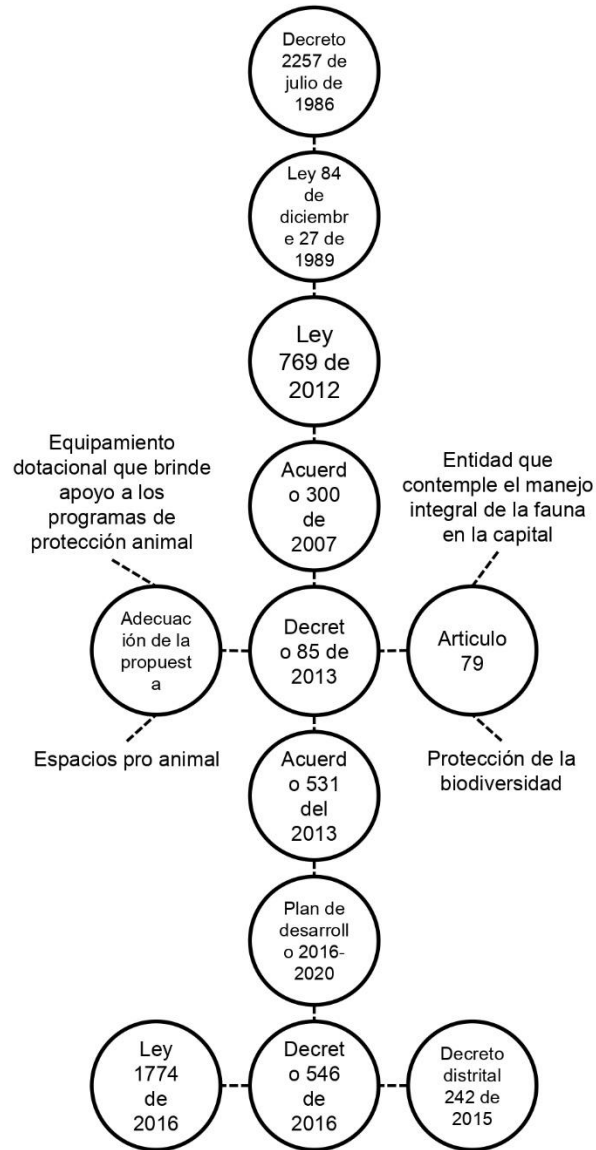 Decreto
2257 de
julio de
1986
Ley 84
de
diciembr
e 27 de
1989
Ley
769 de
2012
Acuerd
o 300
de
2007
Equipamiento
dotacional que brinde
apoyo a los
programas de
protección animal
Entidad que
contemple el manejo
integral de la fauna
en la capital
Adecua
ción de la
propuest
a
Decret
o 85 de
2013
Articulo
79
Espacios pro animal
Protección de la
biodiversidad
Acuerd
o 531
del
2013
Plan de
desarroll
o 2016-
2020
Ley
1774
de
2016
Decret
o 546
de
2016
Decreto
distrital
242 de
2015